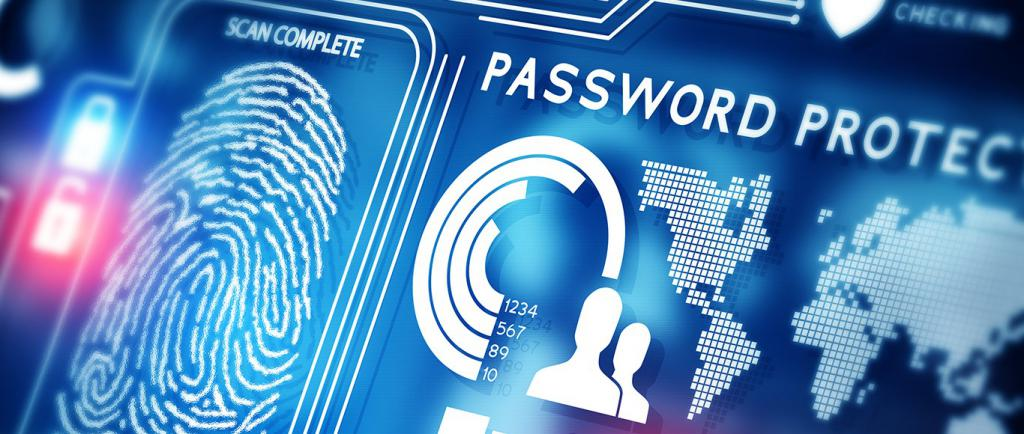 SCAN COMPLETE
CHECKING
PASSWORD PROTECT
1234
567
89
10